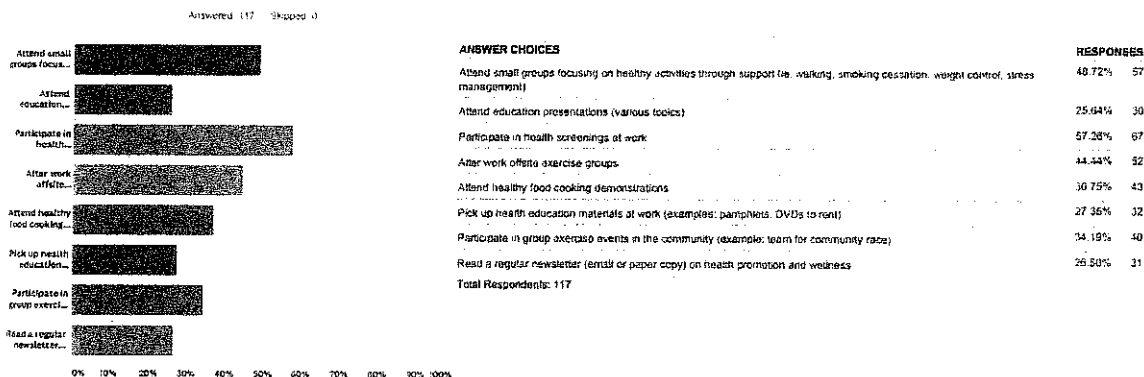 Answered: 117 Skipped: 0
Attend small
groups focus...
Attend
education...
Participate in
health...
After work
offsite...
Attend healthy
food cooking...
Pick up health
education...
Participate in
group exerci...
Read a regular
newsletter...
0% 10% 20% 30% 40% 50% 60% 70% 80% 90% 100%
ANSWER CHOICES RESPONSES
Attend small groups focusing on healthy activities through support (ie. walking, smoking cessation, weight control, stress 48.72% 57
management)
Attend education presentations (various topics) 25.64% 30
Participate in health screenings at work 57.26% 67
After work offsite exercise groups 44.44% 52
Attend healthy food cooking demonstrations 36.75% 43
Pick up health education materials at work (examples: pamphlets, DVDs to rent) 27.35% 32
Participate in group exercise events in the community (example: team for community race) 34.19% 40
Read a regular newsletter (email or paper copy) on health promotion and wellness 26.50% 31
Total Respondents: 117